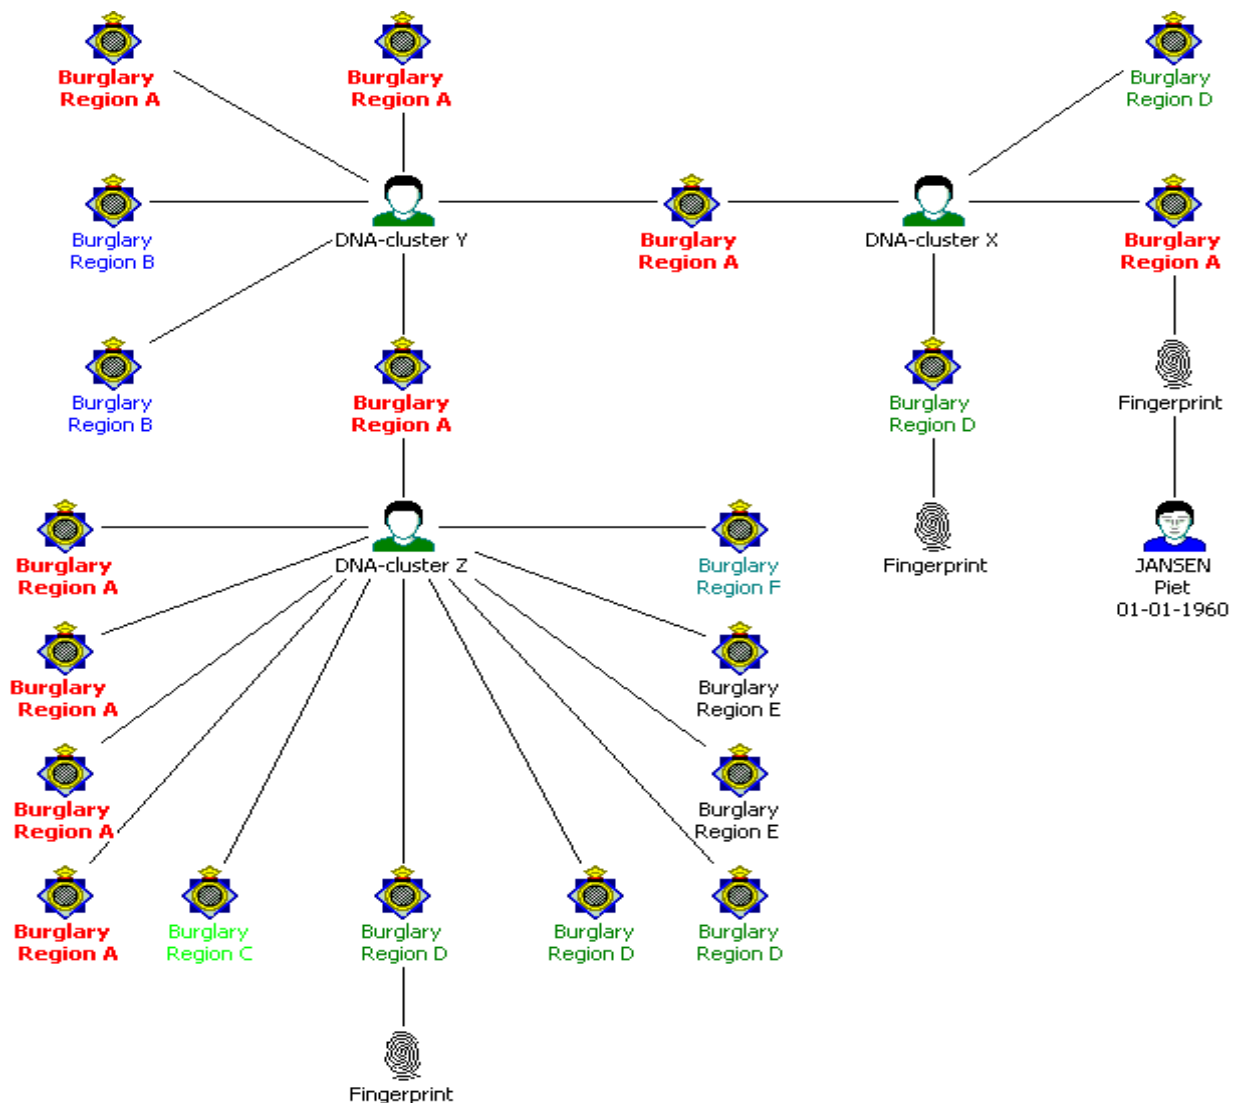 Burglary
Region A
Burglary
Region A
Burglary
Region D
Burglary
Region B
DNA-cluster Y
Burglary
Region A
DNA-cluster X
Burglary
Region A
Burglary
Region B
Burglary
Region A
Burglary
Region D
Fingerprint
Burglary
Region A
DNA-cluster Z
Burglary
Region F
Fingerprint
JANSEN
Piet
01-01-1960
Burglary
Region A
Burglary
Region E
Burglary
Region A
Burglary
Region E
Burglary
Region A
Burglary
Region C
Burglary
Region D
Burglary
Region D
Burglary
Region D
Fingerprint